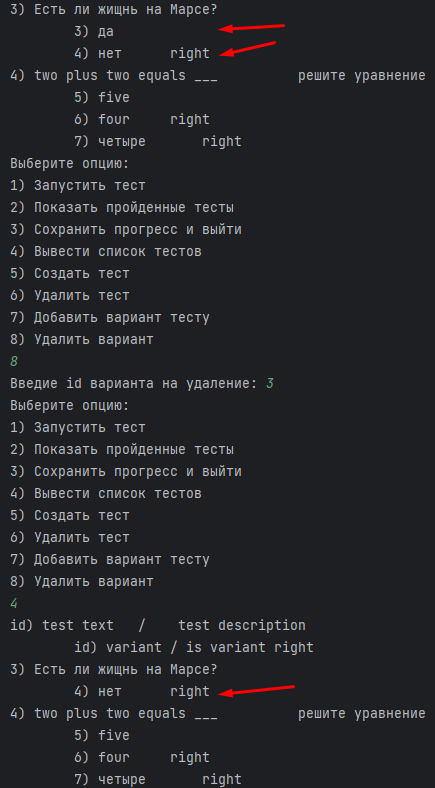 3) Есть ли жищнь на Марсе?
3) да
4) нет right
4) two plus two equals ___ решите уравнение
5) five
6) four right
7) четыре right
Выберите опцию:
1) Запустить тест
2) Показать пройденные тесты
3) Сохранить прогресс и выйти
4) Вывести список тестов
5) Создать тест
6) Удалить тест
7) Добавить вариант тесту
8) Удалить вариант
8
Введие id варианта на удаление: 3
Выберите опцию:
1) Запустить тест
2) Показать пройденные тесты
3) Сохранить прогресс и выйти
4) Вывести список тестов
5) Создать тест
6) Удалить тест
7) Добавить вариант тесту
8) Удалить вариант
4
id) test text / test description
id) variant / is variant right
3) Есть ли жищнь на Марсе?
4) нет right
4) two plus two equals ___ решите уравнение
5) five
6) four right
7) четыре right